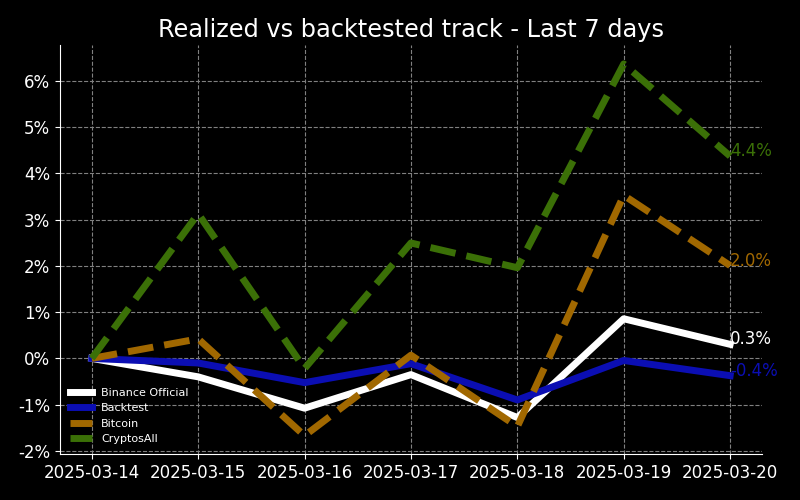 Realized vs backtested track - Last 7 days
6%
5%
4%
3%
2%
1%
0%
-1%
-2%
4.4%
2.0%
0.3%
-0.4%
Binance Official
Backtest
Bitcoin
CryptosAll
2025-03-14 2025-03-15 2025-03-16 2025-03-17 2025-03-18 2025-03-19 2025-03-20